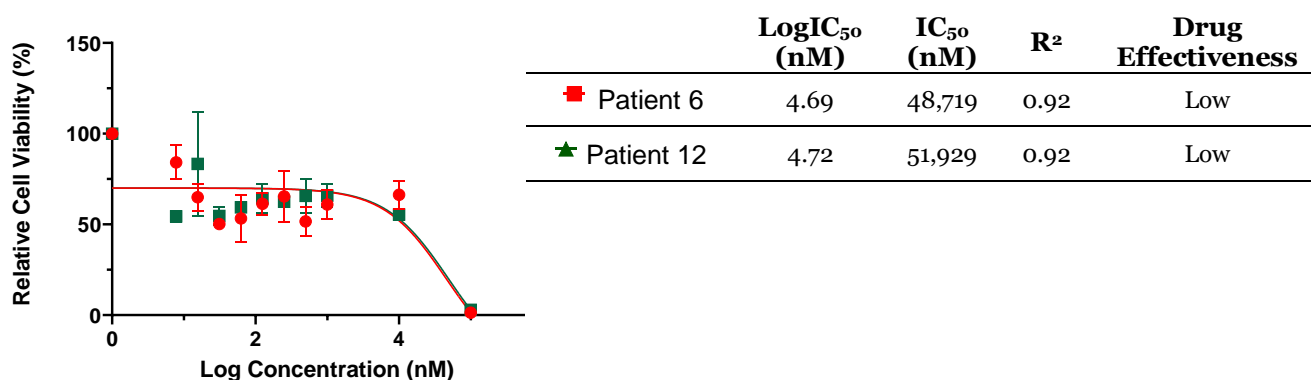 Relative Cell Viability (%)
150
100
50
0
0
2
4
Log Concentration (nM)
LogIC₅₀ (nM)
IC₅₀ (nM)
R²
Drug Effectiveness
Patient 6
4.69
48,719
0.92
Low
Patient 12
4.72
51,929
0.92
Low